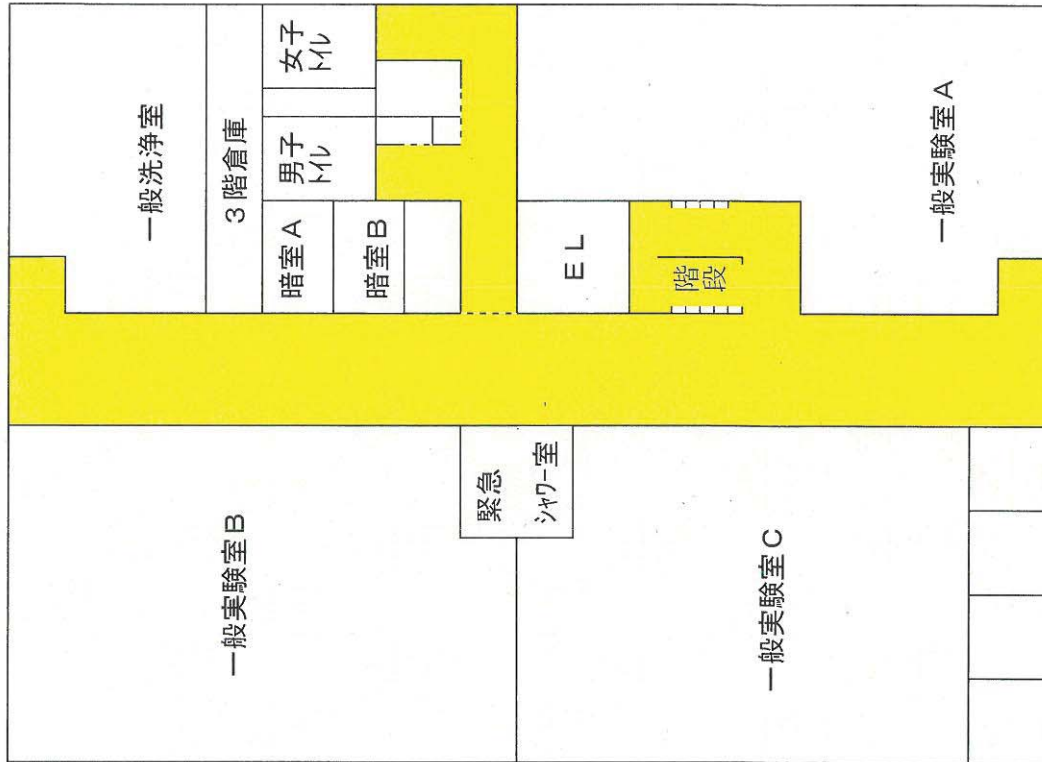 一般洗浄室
一般実験室B
3階倉庫
暗室A
男子
トイレ
女子
トイレ
暗室B
緊急
シャワー室
EL
階段
一般実験室C
一般実験室A